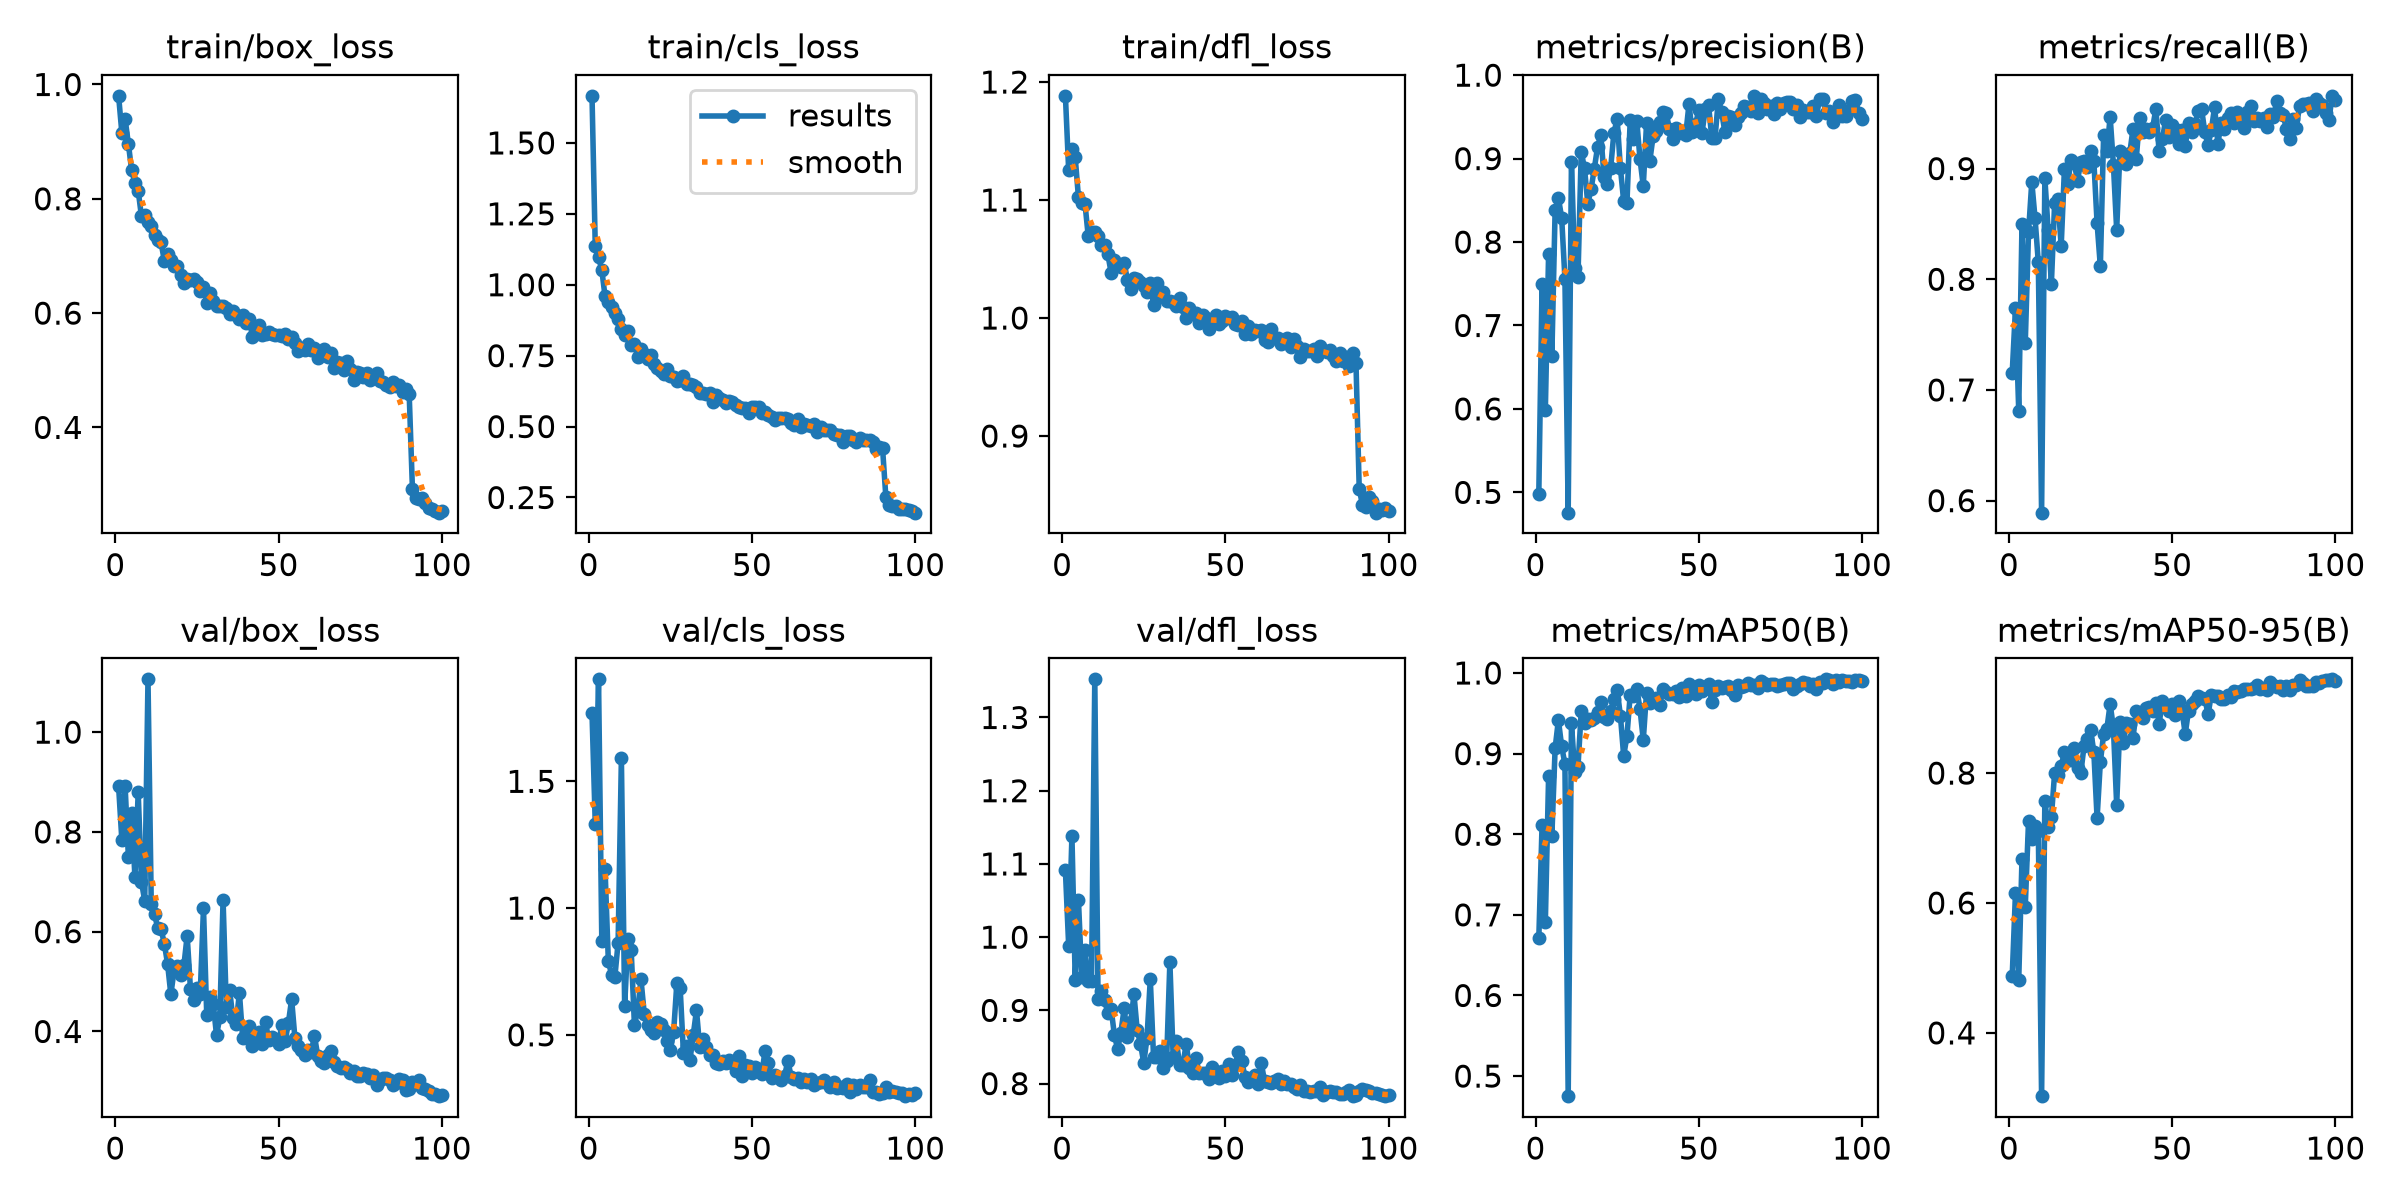 train/box_loss
train/cls_loss
train/dfl_loss
metrics/precision(B)
metrics/recall(B)
1.0
0.8
0.6
0.4
0 50 100
results
smooth
1.50
1.25
1.00
0.75
0.50
0.25
0 50 100
1.2
1.1
1.0
0.9
0 50 100
1.0
0.9
0.8
0.7
0.6
0.5
0 50 100
0.9
0.8
0.7
0.6
0 50 100
val/box_loss
val/cls_loss
val/dfl_loss
metrics/mAP50(B)
metrics/mAP50-95(B)
1.0
0.8
0.6
0.4
0 50 100
1.5
1.0
0.5
0 50 100
1.3
1.2
1.1
1.0
0.9
0.8
0 50 100
1.0
0.9
0.8
0.7
0.6
0.5
0 50 100
0.8
0.6
0.4
0 50 100